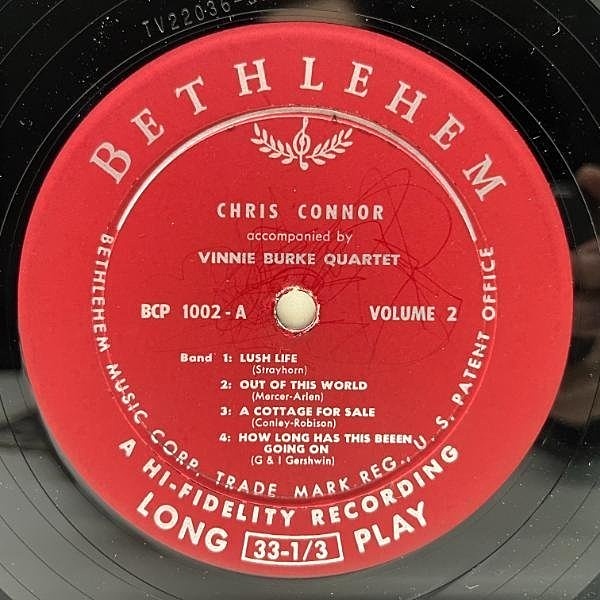 TV22036-
BETHLEHEM
CHRIS CONNOR
accompanied by
VINNIE BURKE QUARTET
BCP 1002-A
VOLUME 2
Band 1: LUSH LIFE
(Strayhorn)
2: OUT OF THIS WORLD
(Mercer-Arlen)
3: A COTTAGE FOR SALE
(Conley-Robison)
4: HOW LONG HAS THIS BEEEN
GOING ON
(G & I Gershwin)
BETHLEHEM MUSIC CORP. TRADE MARK REG., U. S. PATENT OFFICE
A HI-FIDELITY RECORDING
LONG 33-1/3 PLAY